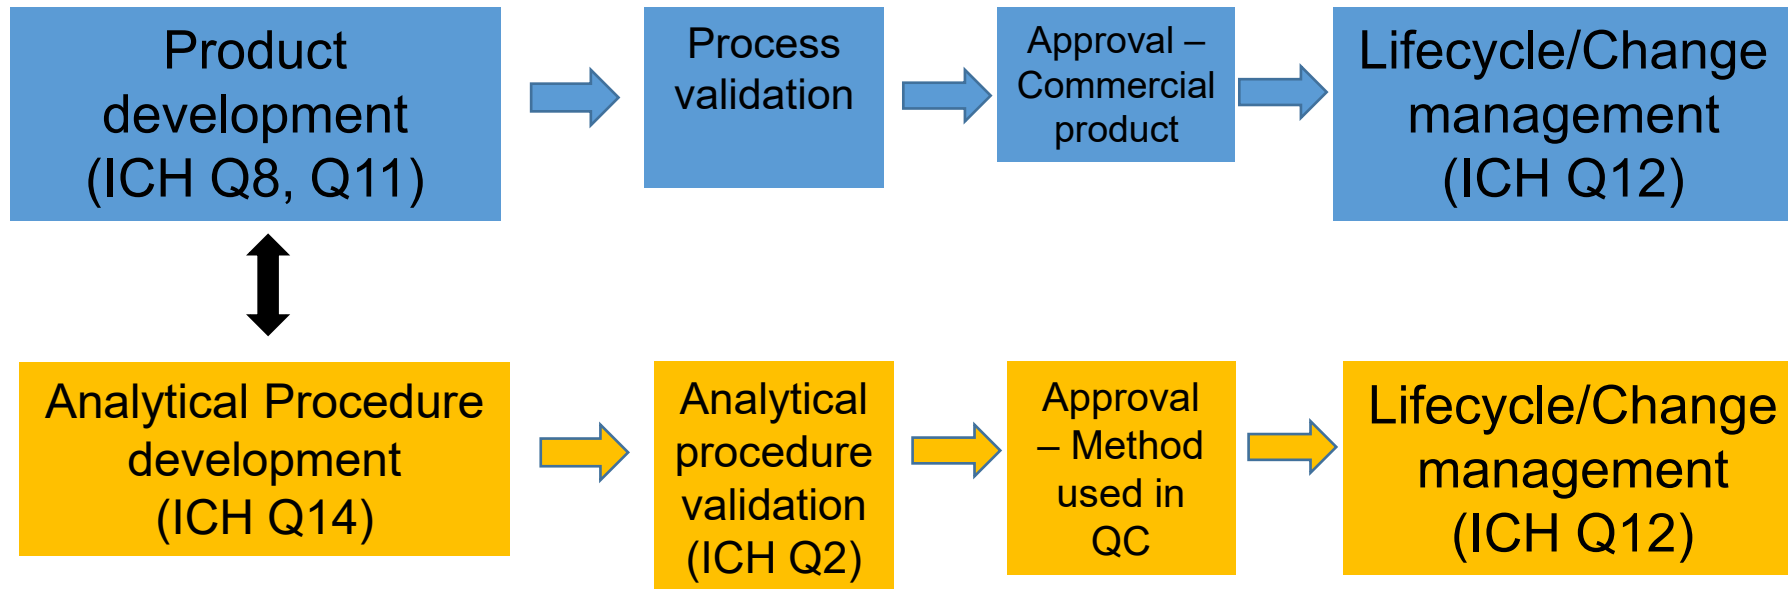 Product
development
(ICH Q8, Q11)
Process
validation
Approval –
Commercial
product
Lifecycle/Change
management
(ICH Q12)
Analytical Procedure
development
(ICH Q14)
Analytical
procedure
validation
(ICH Q2)
Approval
– Method
used in
QC
Lifecycle/Change
management
(ICH Q12)